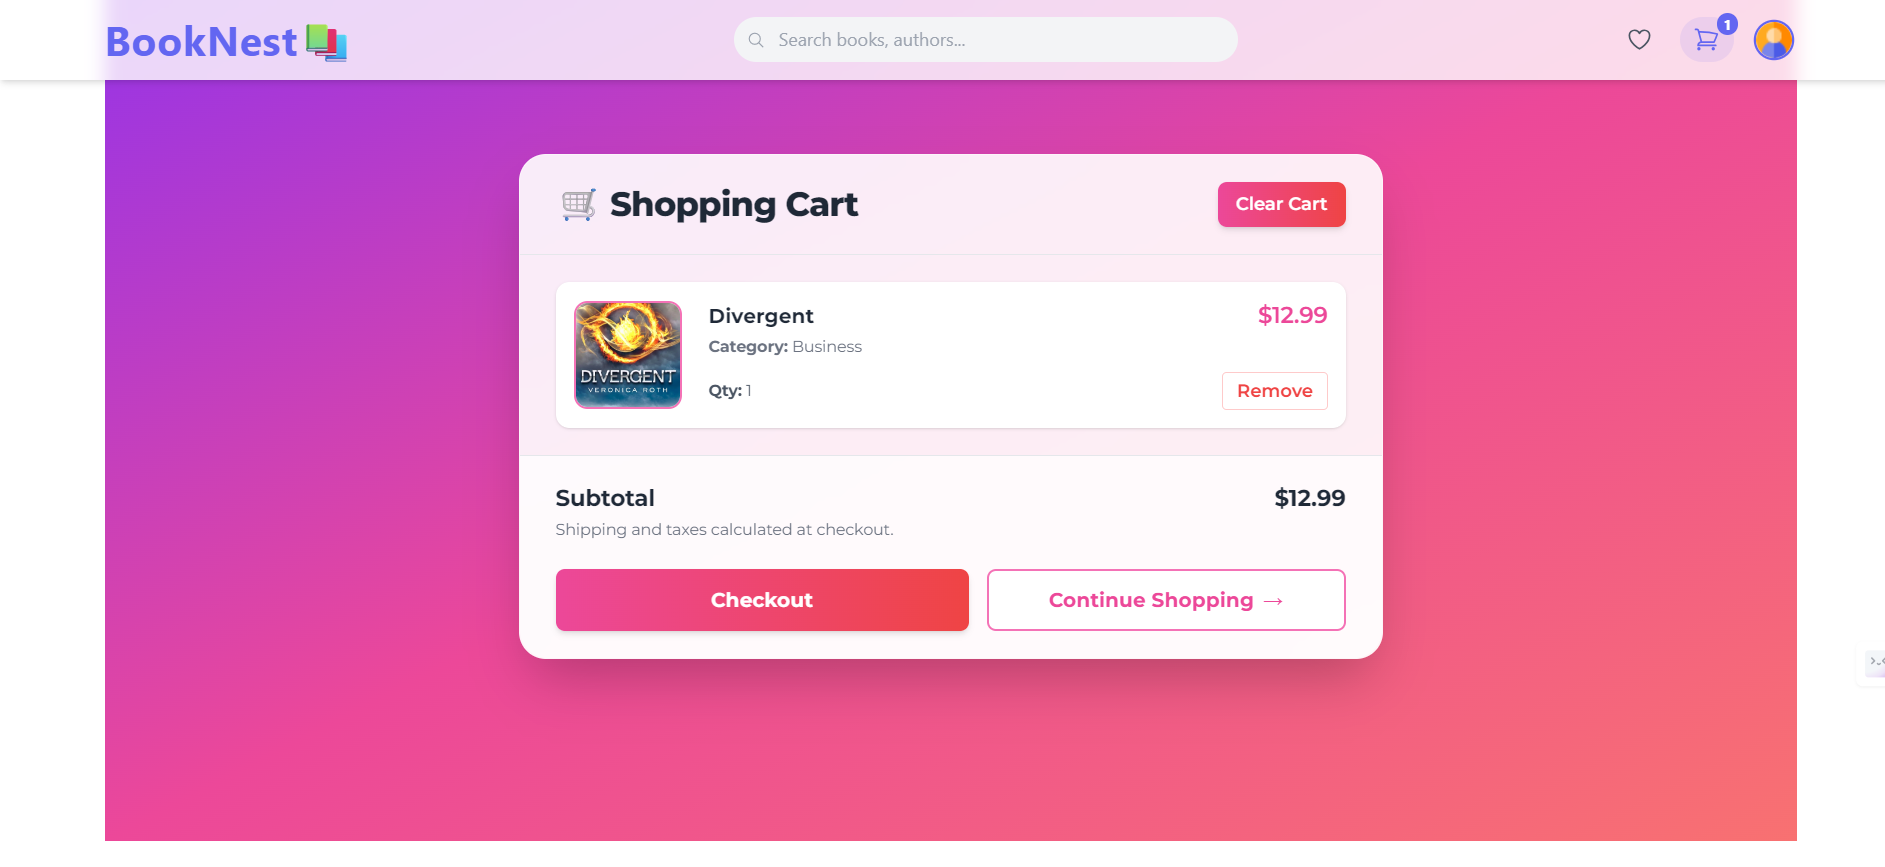 BookNest
Search books, authors...
1
Shopping Cart
Clear Cart
DIVERGENT
VERONICA ROTH
Divergent
$12.99
Category: Business
Qty: 1
Remove
Subtotal
$12.99
Shipping and taxes calculated at checkout.
Checkout
Continue Shopping →